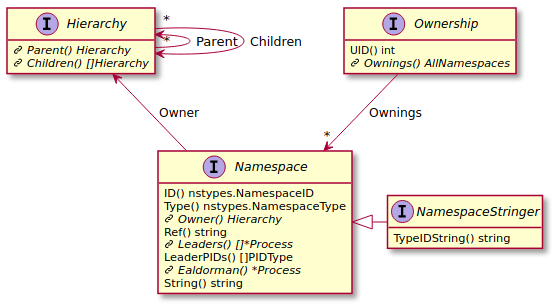 I Hierarchy
Parent() Hierarchy
Children() []Hierarchy
*
*
Parent
Children
I Ownership
UID() int
Ownings() AllNamespaces
Owner
Ownings
*
I Namespace
ID() nstypes.NamespaceID
Type() nstypes.NamespaceType
Owner() Hierarchy
Ref() string
Leaders() []*Process
LeaderPIDs() []PIDType
Ealdorman() *Process
String() string
I NamespaceStringer
TypeIDString() string